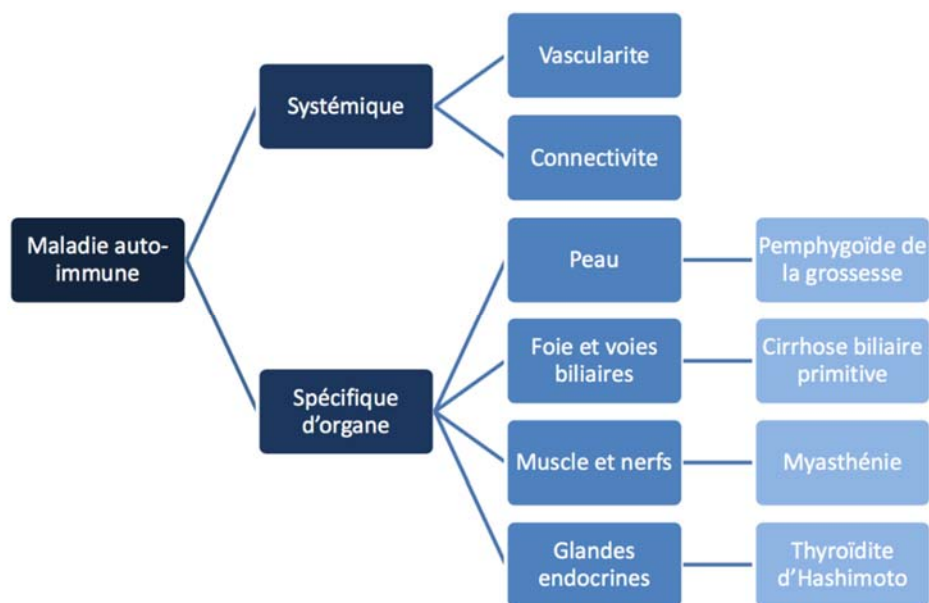 Vascularite
Systémique
Connectivite
Maladie auto-
immune
Peau
Pemphygoïde de
la grossesse
Foie et voies
biliaires
Cirrhose biliaire
primitive
Spécifique
d'organe
Muscle et nerfs
Myasthénie
Glandes
endocrines
Thyroïdite
d'Hashimoto